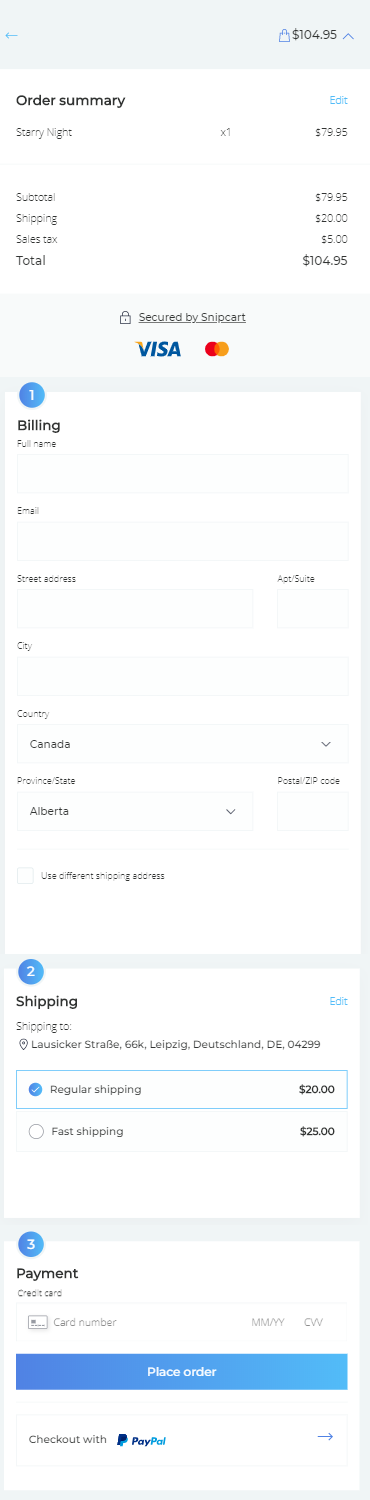 $104.95
Order summary Edit
Starry Night x1 $79.95
Subtotal $79.95
Shipping $20.00
Sales tax $5.00
Total $104.95
Secured by Snipcart
VISA
1
Billing
Full name
Email
Street address Apt/Suite
City
Country
Canada
Province/State Postal/ZIP code
Alberta
Use different shipping address
2
Shipping Edit
Shipping to:
Lausicker Straße, 66k, Leipzig, Deutschland, DE, 04299
Regular shipping $20.00
Fast shipping $25.00
3
Payment
Credit card
Card number MM/YY CVV
Place order
Checkout with PayPal